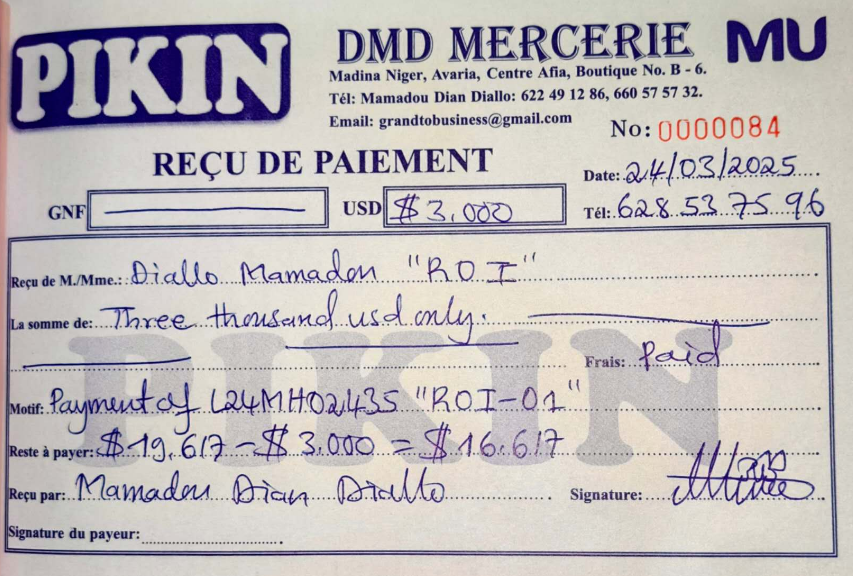 PIKIN
DMD MERCERIE
MU
Madina Niger, Avaria, Centre Afia, Boutique No. B - 6.
Tél: Mamadou Dian Diallo: 622 49 12 86, 660 57 57 32.
Email: grandtobusiness@gmail.com
No: 0000084
REÇU DE PAIEMENT
Date: 24/03/2025
GNF
USD $3.000
Tél: 628 53 75 96
Reçu de M./Mme.: Diallo Mamadou "ROI"
La somme de: Three thousand usd only.
Frais: Paid
PIKIN
Motif: Payment of L24MH02435 "ROI-01"
Reste à payer: $19.617 - $3.000 = $16.617
Reçu par: Mamadou Dian Diallo
Signature:
Signature du payeur: